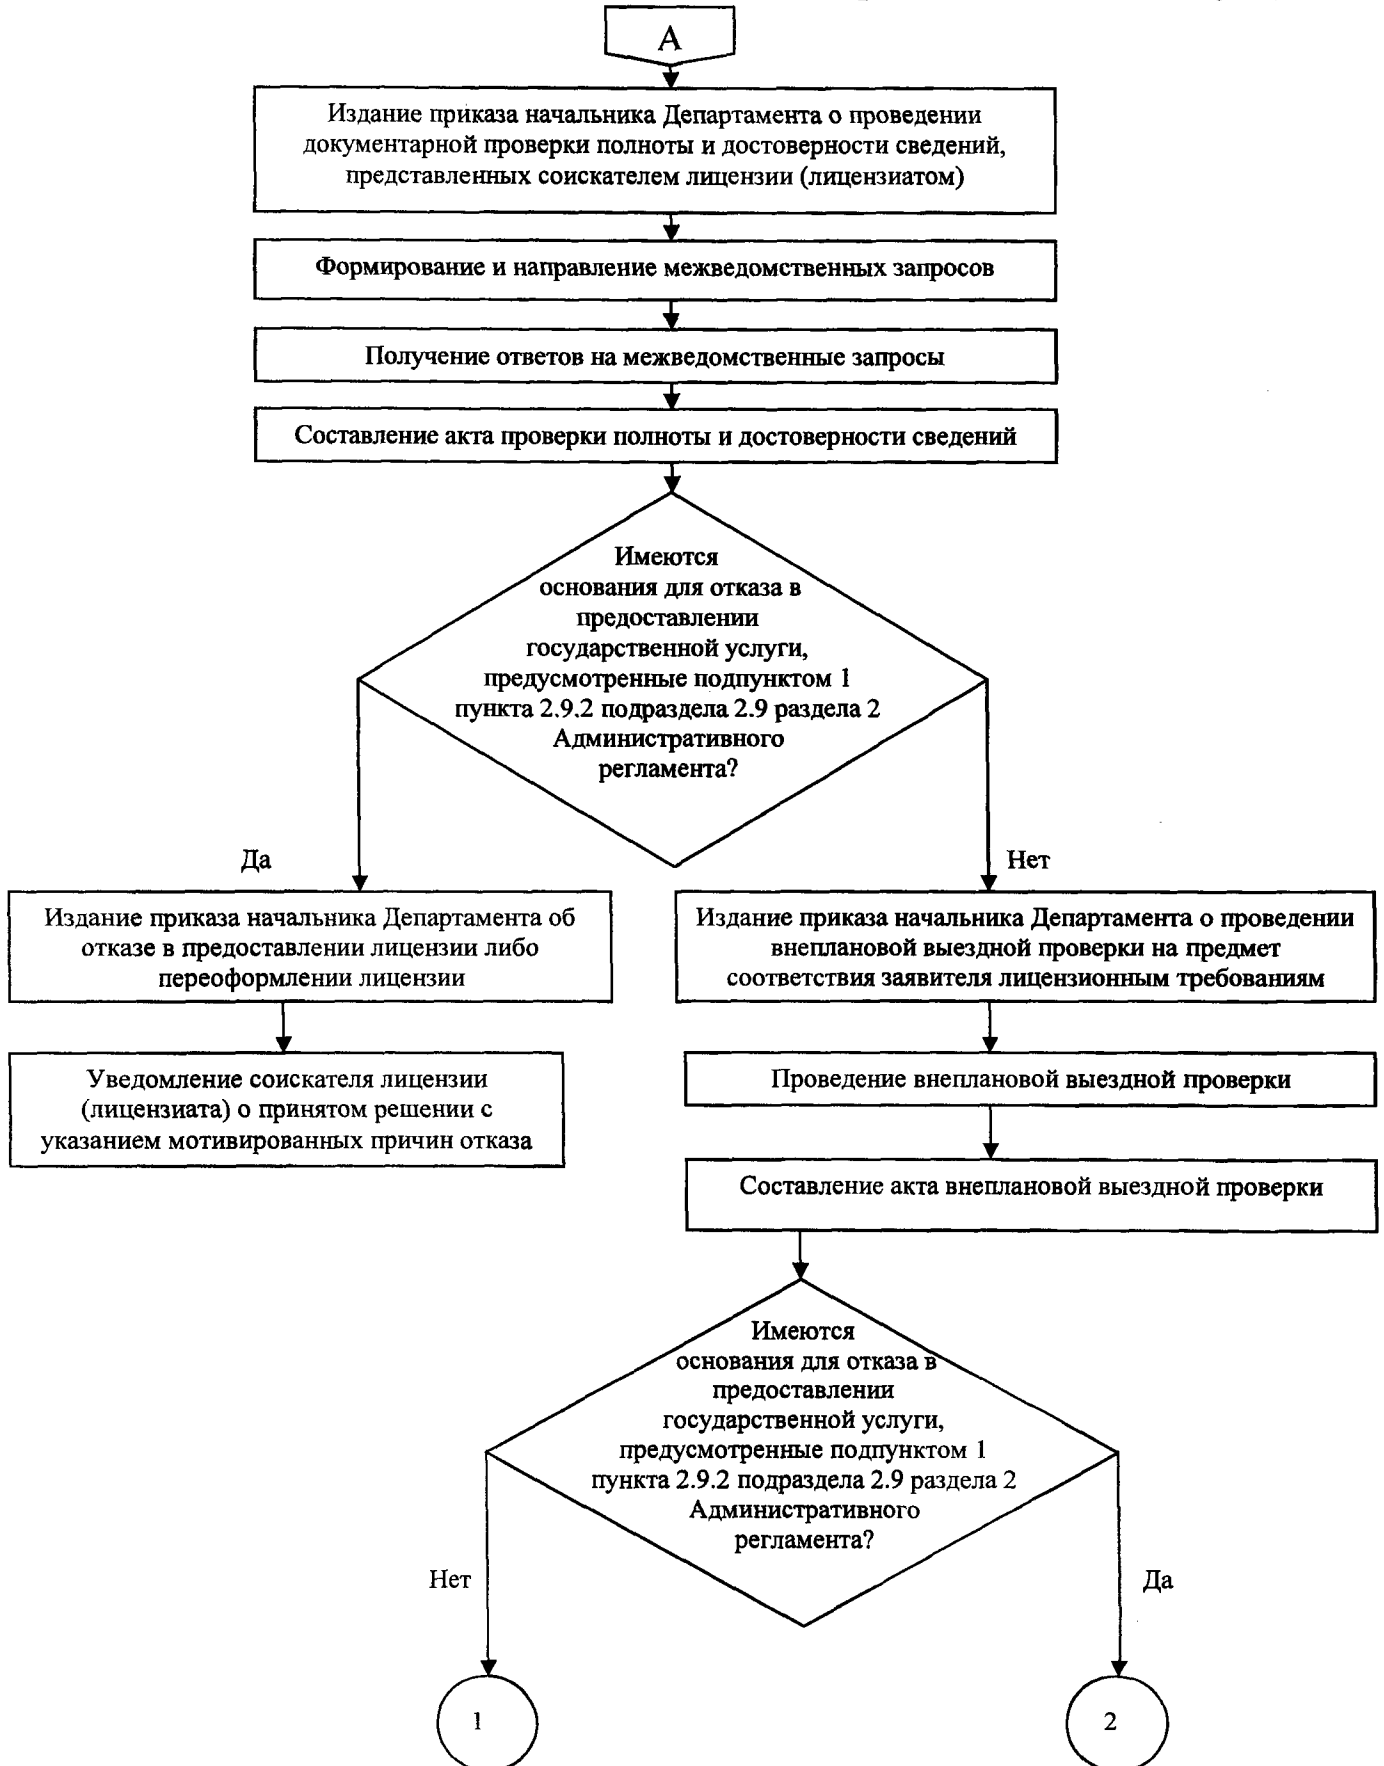 А
Издание приказа начальника Департамента о проведении
документарной проверки полноты и достоверности сведений,
представленных соискателем лицензии (лицензиатом)
Формирование и направление межведомственных запросов
Получение ответов на межведомственные запросы
Составление акта проверки полноты и достоверности сведений
Имеются
основания для отказа в
предоставлении
государственной услуги,
предусмотренные подпунктом 1
пункта 2.9.2 подраздела 2.9 раздела 2
Административного
регламента?
Да
Нет
Издание приказа начальника Департамента об
отказе в предоставлении лицензии либо
переоформлении лицензии
Издание приказа начальника Департамента о проведении
внеплановой выездной проверки на предмет
соответствия заявителя лицензионным требованиям
Уведомление соискателя лицензии
(лицензиата) о принятом решении с
указанием мотивированных причин отказа
Проведение внеплановой выездной проверки
Составление акта внеплановой выездной проверки
Имеются
основания для отказа в
предоставлении
государственной услуги,
предусмотренные подпунктом 1
пункта 2.9.2 подраздела 2.9 раздела 2
Административного
регламента?
Нет
Да
1
2